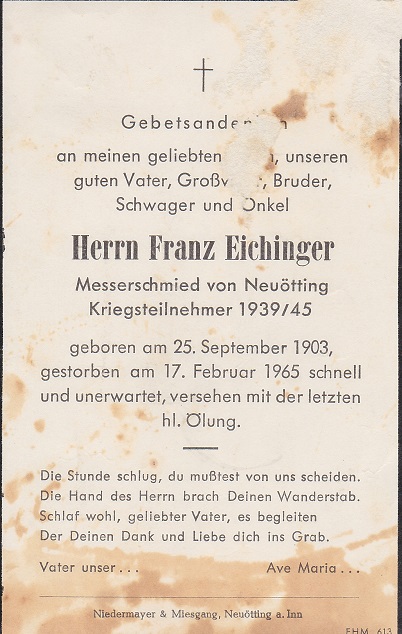 Gebetsande
an meinen geliebten unseren
guten Vater, Bruder,
Schwager und Onkel
Herrn Franz Eichinger
Messerschmied von Neuötting
Kriegsteilnehmer 1939/45
geboren am 25. September 1903,
gestorben am 17. Februar 1965 schnell
und unerwartet, versehen mit der letzten
hl. Ölung.
Die Stunde schlug, du mußtest von uns scheiden.
Die Hand des Herrn brach Deinen Wanderstab.
Schlaf wohl, geliebter Vater, es begleiten
Der Deinen Dank und Liebe dich ins Grab.
Vater unser... Ave Maria...
Niedermayer & Miesgang, Neuötting a. Inn
EHM 613